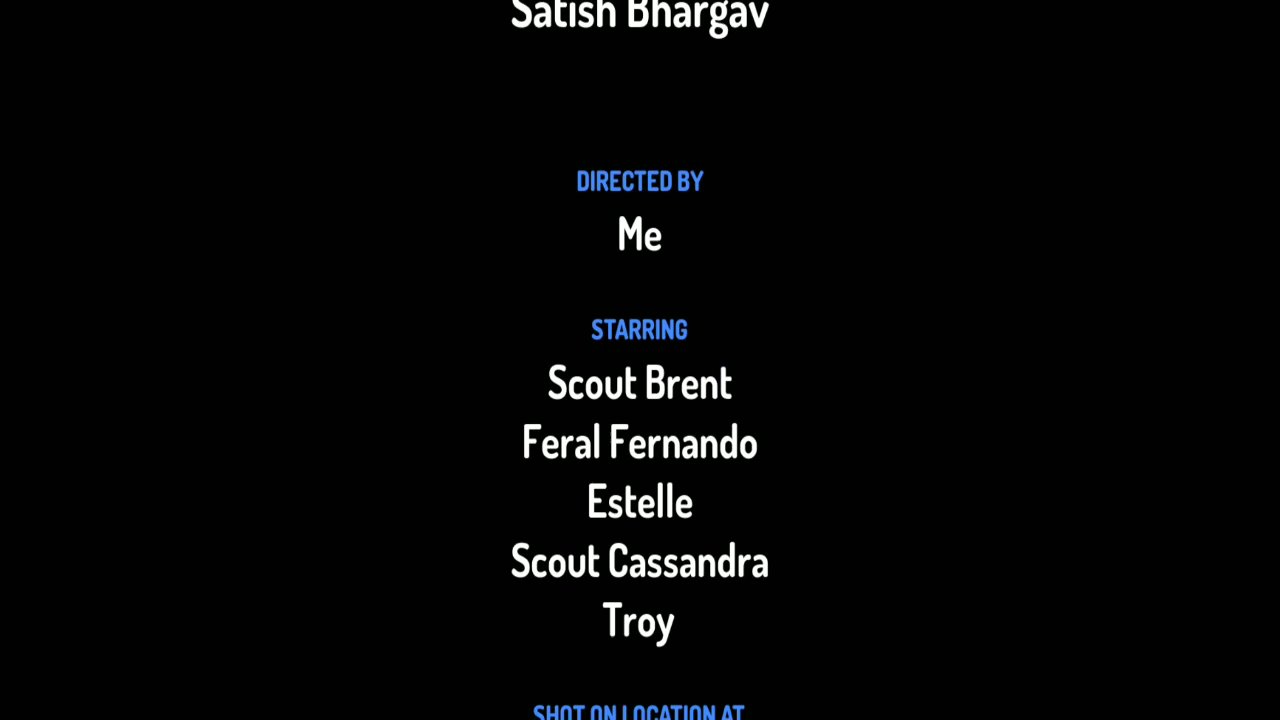 Satish Bhargav
DIRECTED BY
Me
STARRING
Scout Brent
Feral Fernando
Estelle
Scout Cassandra
Troy
SHOT ON LOCATION AT